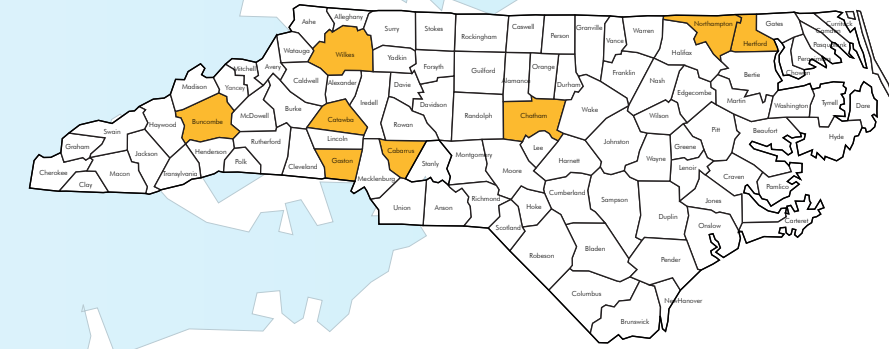 Ashe
Alleghany
Surry
Stokes
Rockingham
Caswell
Person
Granville
Vance
Warren
Northampton
Gates
Currituck
Camden
Pasquotank
Perquimans
Chowan
Hertford
Halifax
Bertie
Watauga
Wilkes
Yadkin
Forsyth
Guilford
Alamance
Orange
Durham
Franklin
Nash
Edgecombe
Martin
Washington
Tyrrell
Dare
Mitchell
Avery
Caldwell
Alexander
Iredell
Davie
Davidson
Randolph
Chatham
Wake
Wilson
Pitt
Beaufort
Hyde
Madison
Yancey
Burke
McDowell
Buncombe
Haywood
Swain
Graham
Catawba
Rowan
Lincoln
Rutherford
Cleveland
Gaston
Cabarrus
Stanly
Montgomery
Moore
Lee
Harnett
Johnston
Wayne
Greene
Lenoir
Craven
Pamlico
Cherokee
Clay
Macon
Jackson
Transylvania
Henderson
Polk
Mecklenburg
Union
Anson
Richmond
Scotland
Hoke
Cumberland
Sampson
Duplin
Jones
Onslow
Carteret
Robeson
Bladen
Pender
Columbus
Brunswick
NewHanover